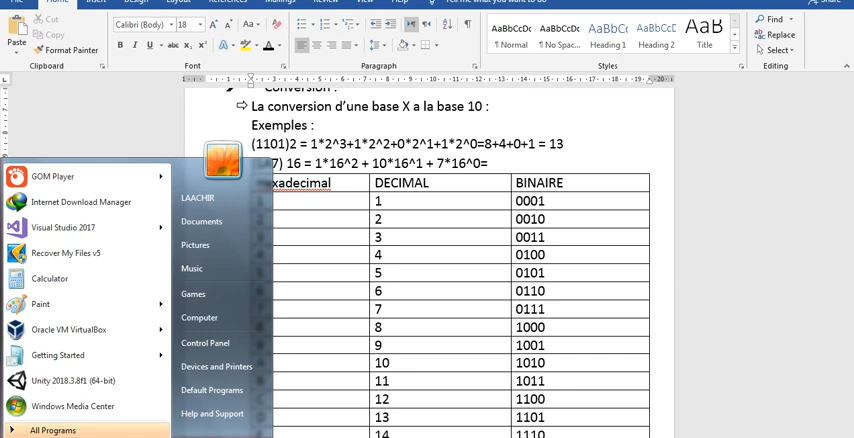 File
Home
Insert
Design
Layout
References
Mailings
Review
View
Help
Tell me what you want to do
Share
Paste
Cut
Copy
Format Painter
Clipboard
Calibri (Body)
18
Font
Paragraph
AaBbCcDc
AaBbCcDc
AaBbCc
AaBbCcC
AaB
¶ Normal
¶ No Spac...
Heading 1
Heading 2
Title
Styles
Find
Replace
Select
Editing
Conversion :
La conversion d’une base X a la base 10 :
Exemples :
(1101)2 = 1*2^3+1*2^2+0*2^1+1*2^0=8+4+0+1 = 13
7) 16 = 1*16^2 + 10*16^1 + 7*16^0=
exadecimal DECIMAL BINAIRE
1 0001
2 0010
3 0011
4 0100
5 0101
6 0110
7 0111
8 1000
9 1001
10 1010
11 1011
12 1100
13 1101
14 1110
GOM Player
Internet Download Manager
Visual Studio 2017
Recover My Files v5
Calculator
Paint
Oracle VM VirtualBox
Getting Started
Unity 2018.3.8f1 (64-bit)
Windows Media Center
All Programs
LAACHIR
Documents
Pictures
Music
Games
Computer
Control Panel
Devices and Printers
Default Programs
Help and Support